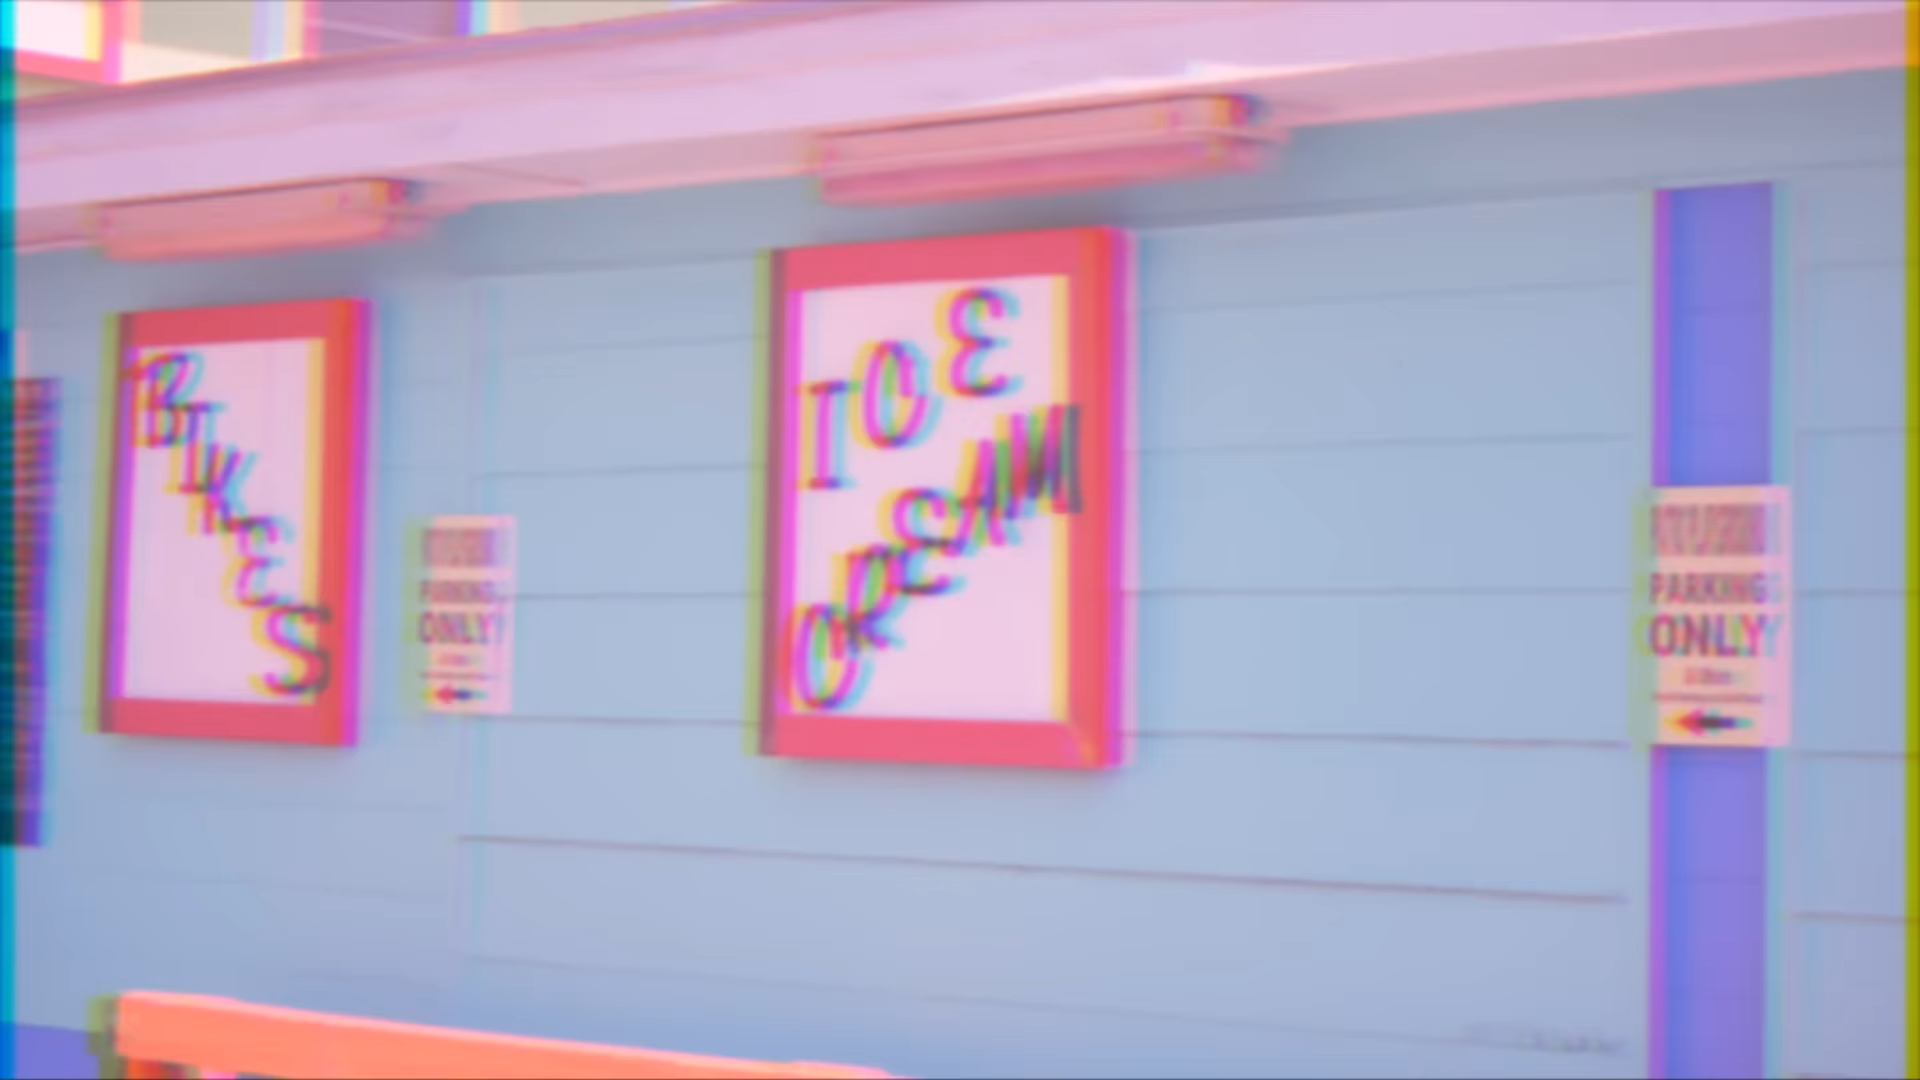 BIKES
ICE
CREAM
PARKING
ONLY
PARKING
ONLY